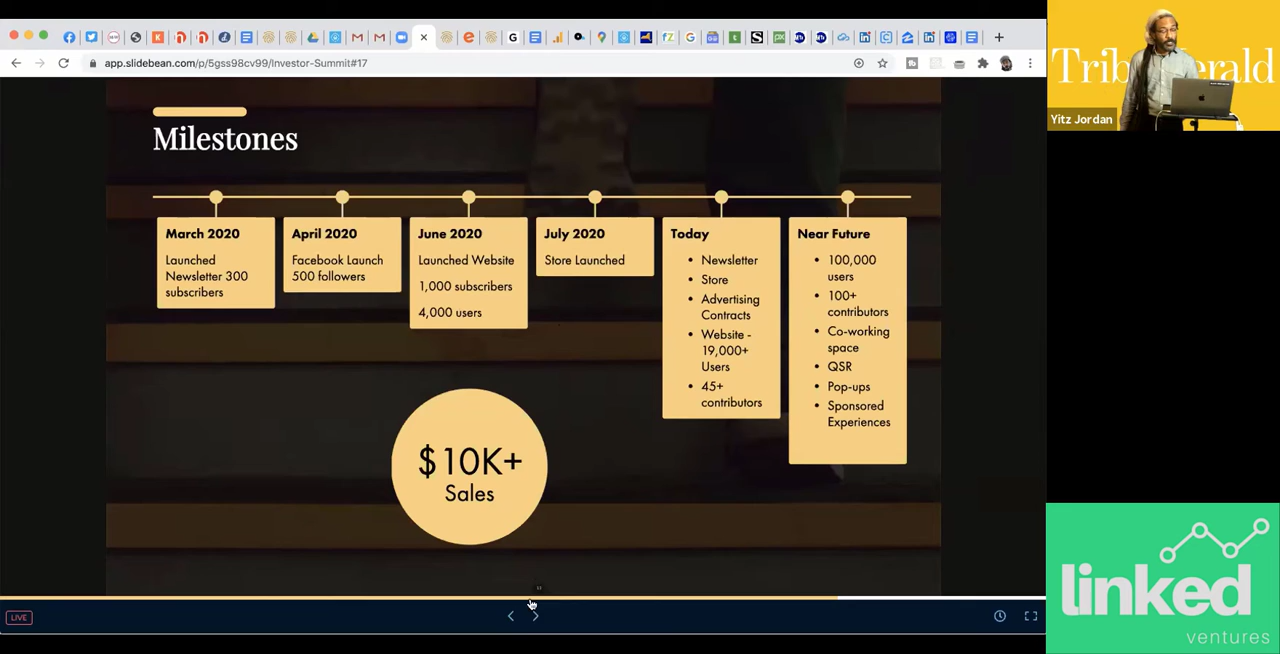 app.slidebean.com/p/5gss98cv99/Investor-Summit#17
Milestones
March 2020
Launched
Newsletter 300
subscribers
April 2020
Facebook Launch
500 followers
June 2020
Launched Website
1,000 subscribers
4,000 users
July 2020
Store Launched
Today
• Newsletter
• Store
• Advertising
Contracts
• Website -
19,000+
Users
• 45+
contributors
Near Future
• 100,000
users
• 100+
contributors
• Co-working
space
• QSR
• Pop-ups
• Sponsored
Experiences
$10K+
Sales
LIVE
Trib erald
Yitz Jordan
linked
ventures